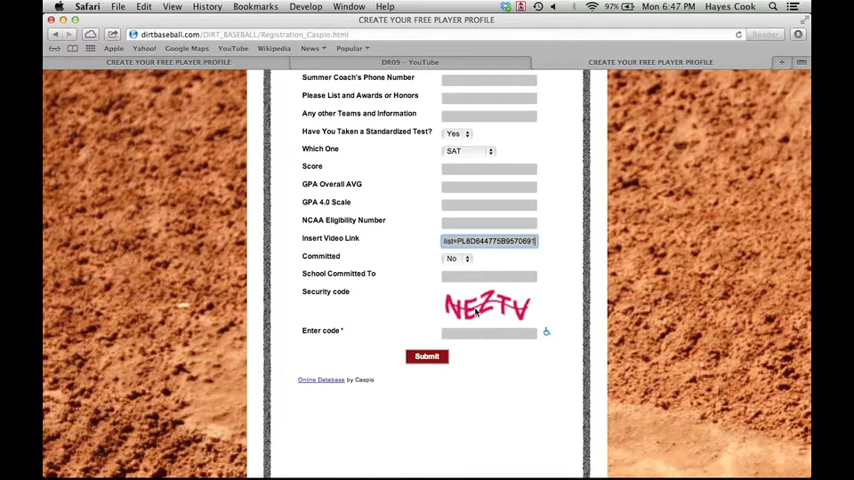 Safari File Edit View History Bookmarks Develop Window Help 97% Mon 6:47 PM Hayes Cook
CREATE YOUR FREE PLAYER PROFILE
dirtbaseball.com/DIRT_BASEBALL/Registration_Caspio.html Reader
Apple Yahoo! Google Maps YouTube Wikipedia News Popular
CREATE YOUR FREE PLAYER PROFILE DR09 - YouTube CREATE YOUR FREE PLAYER PROFILE
Summer Coach's Phone Number
Please List and Awards or Honors
Any other Teams and Information
Have You Taken a Standardized Test? Yes
Which One SAT
Score
GPA Overall AVG
GPA 4.0 Scale
NCAA Eligibility Number
Insert Video Link list=PL8D644775B9570691
Committed No
School Committed To
Security code NEZTV
Enter code*
Submit
Online Database by Caspio